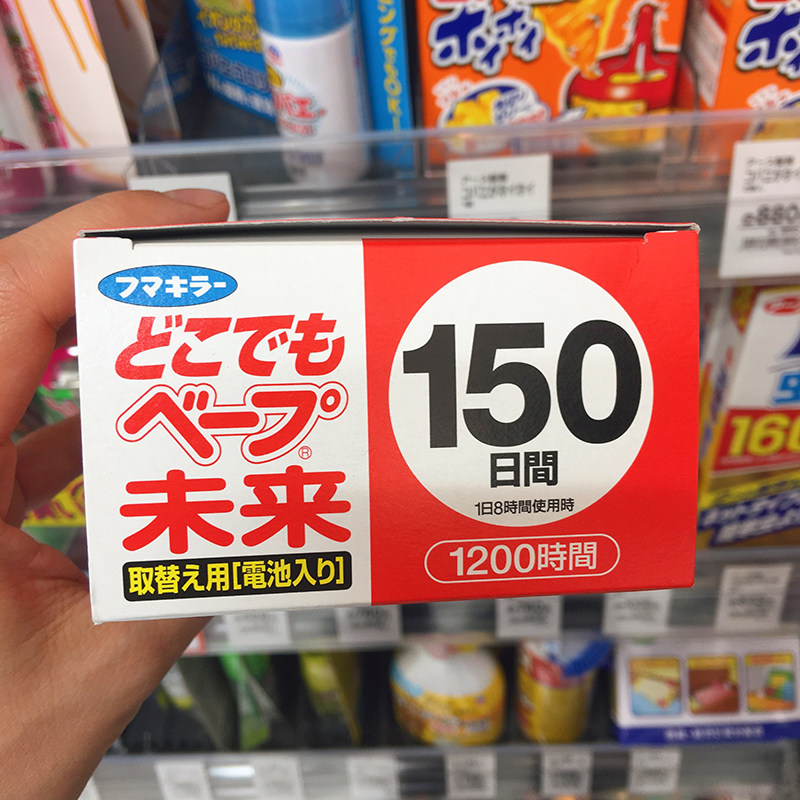 フマキラー
どこでも
ベープ®
未来
取替え用[電池入り]
150
日間
1日8時間使用時
1200時間
880